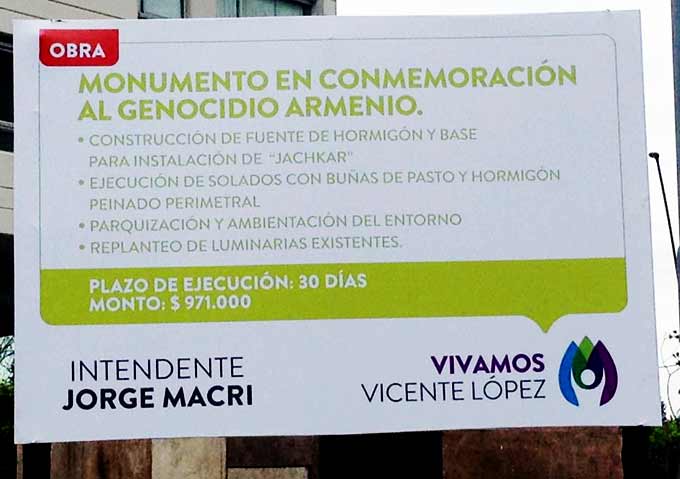 OBRA
MONUMENTO EN CONMEMORACIÓN
AL GENOCIDIO ARMENIO.
• CONSTRUCCIÓN DE FUENTE DE HORMIGÓN Y BASE
PARA INSTALACIÓN DE "JACHKAR"
• EJECUCIÓN DE SOLADOS CON BUÑAS DE PASTO Y HORMIGÓN
PEINADO PERIMETRAL
• PARQUIZACIÓN Y AMBIENTACIÓN DEL ENTORNO
• REPLANTEO DE LUMINARIAS EXISTENTES.
PLAZO DE EJECUCIÓN: 30 DÍAS
MONTO: $ 971.000
INTENDENTE
JORGE MACRI
VIVAMOS
VICENTE LÓPEZ